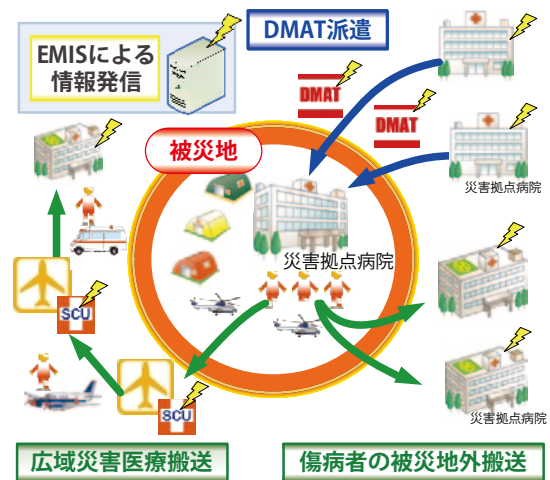 EMISによる
情報発信
DMAT派遣
DMAT
DMAT
被災地
災害拠点病院
災害拠点病院
SCU
SCU
災害拠点病院
広域災害医療搬送
傷病者の被災地外搬送